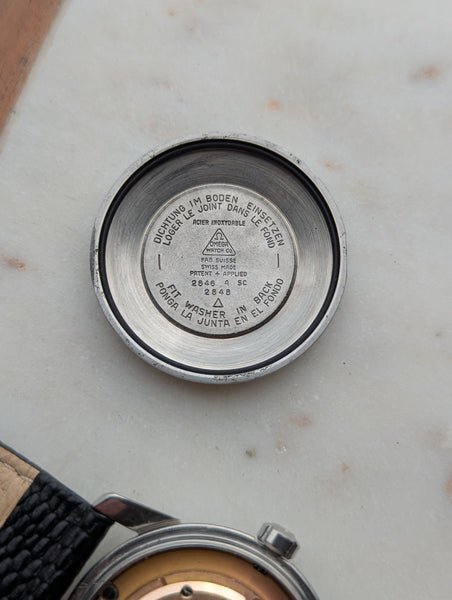 DICHTUNG IM BODEN EINSETZEN
LOGER LE JOINT DANS LE FOND
ACIER INOXYDABLE
Ω
OMEGA
WATCH CO
FAB. SUISSE
SWISS MADE
PATENT + APPLIED
2846 4 SC
2848
FIT WASHER IN BACK
PONGA LA JUNTA EN EL FONDO